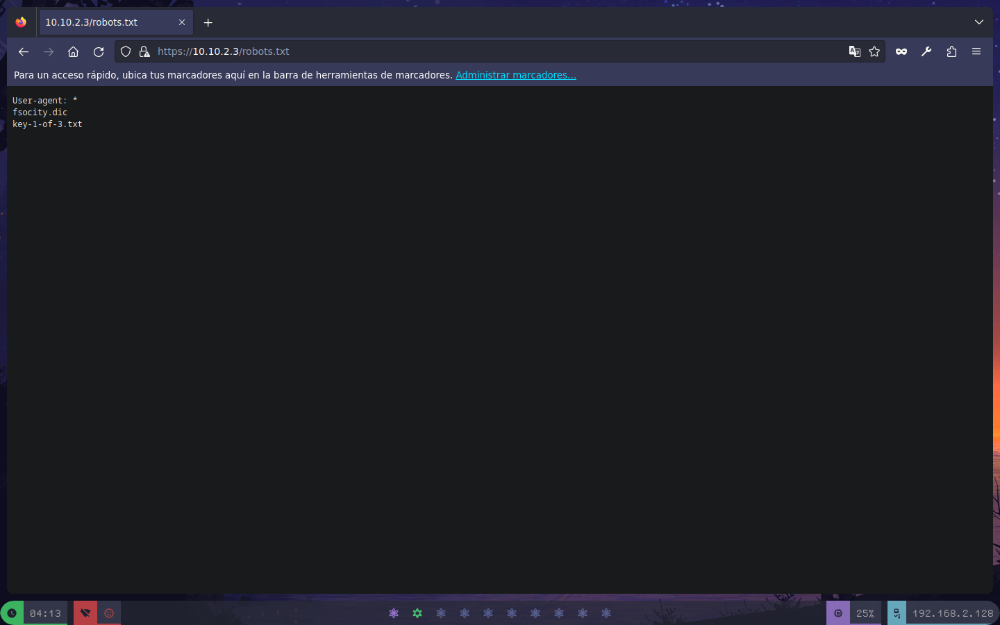 10.10.2.3/robots.txt
https://10.10.2.3/robots.txt
Para un acceso rápido, ubica tus marcadores aquí en la barra de herramientas de marcadores. Administrar marcadores...
User-agent: *
fsocity.dic
key-1-of-3.txt
04:13
25%
192.168.2.128